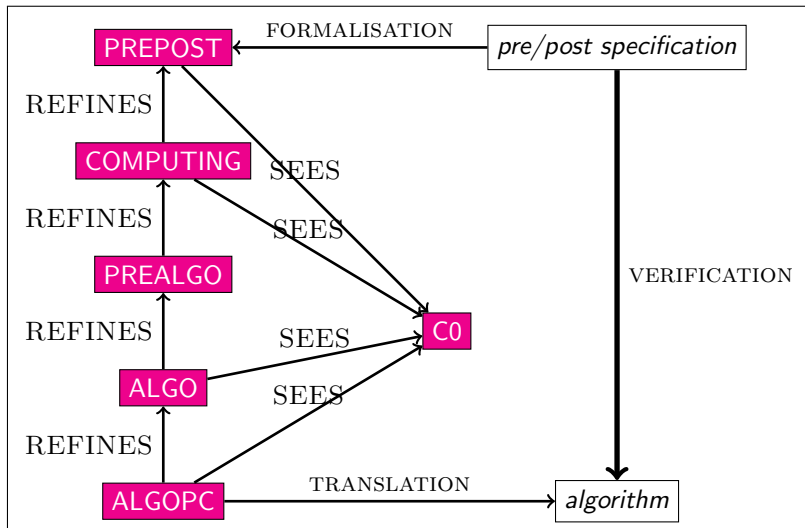 FORMALISATION
PREPOST
pre/post specification
REFINES
COMPUTING
SEES
REFINES
SEES
PREALGO
VERIFICATION
REFINES
SEES
C0
ALGO
SEES
REFINES
TRANSLATION
ALGOPC
algorithm